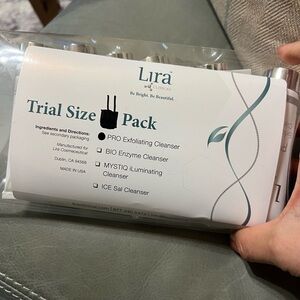 Lira
CLINICAL
Be Bright. Be Beautiful.
Trial Size Pack
Ingredients and Directions:
See secondary packaging
Manufactured for
Lira Cosmeceutical
Dublin, CA 94568
MADE IN USA
PRO Exfoliating Cleanser
BIO Enzyme Cleanser
MYSTIQ iLuminating
Cleanser
ICE Sal Cleanser